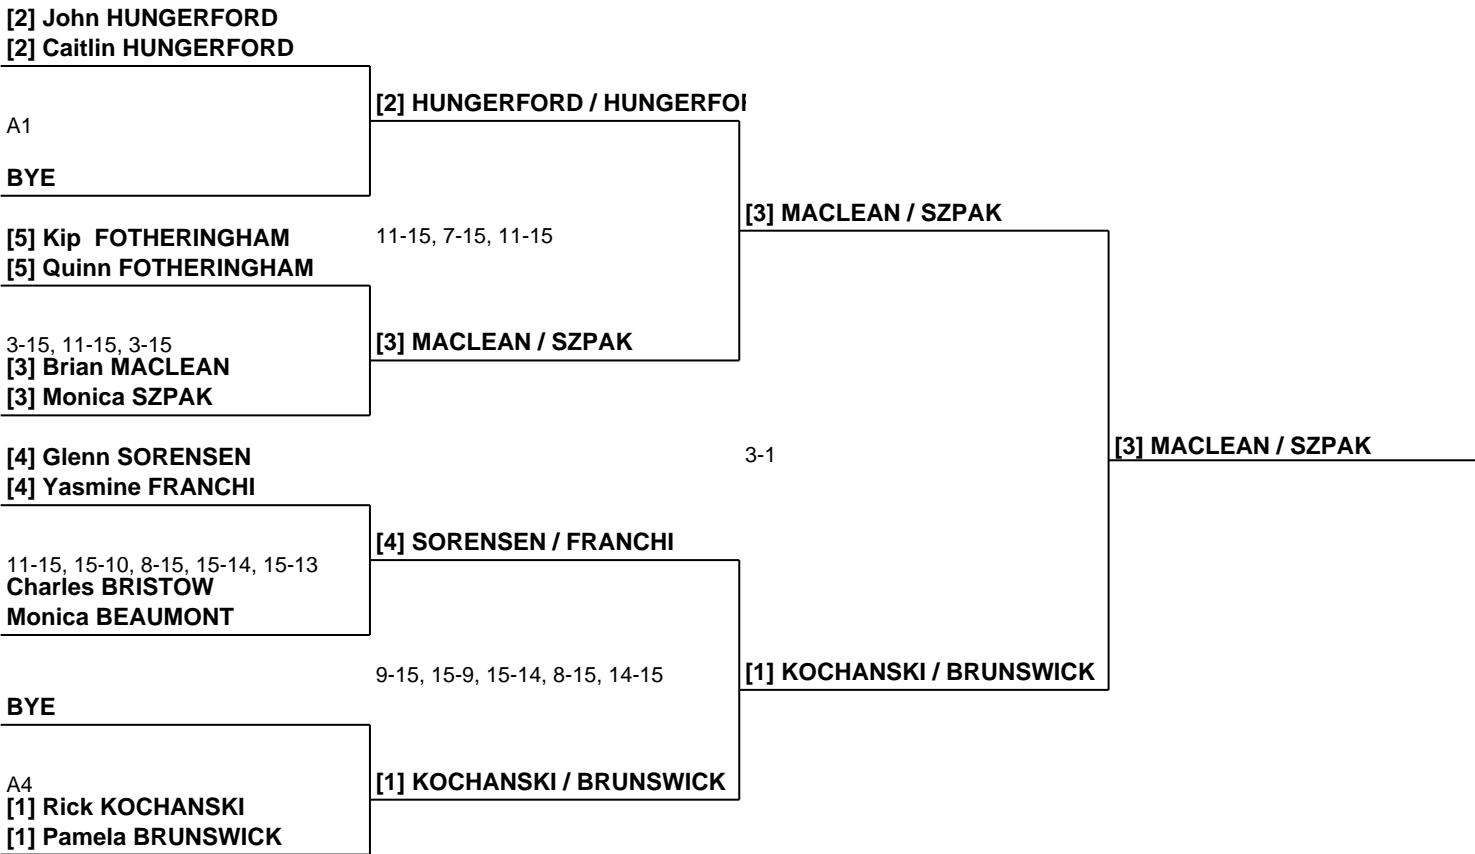 [2] John HUNGERFORD
[2] Caitlin HUNGERFORD
A1
BYE
[2] HUNGERFORD / HUNGERFOR
[5] Kip  FOTHERINGHAM
[5] Quinn FOTHERINGHAM
3-15, 11-15, 3-15
[3] Brian MACLEAN
[3] Monica SZPAK
11-15, 7-15, 11-15
[3] MACLEAN / SZPAK
[3] MACLEAN / SZPAK
[4] Glenn SORENSEN
[4] Yasmine FRANCHI
11-15, 15-10, 8-15, 15-14, 15-13
Charles BRISTOW
Monica BEAUMONT
[4] SORENSEN / FRANCHI
BYE
A4
[1] Rick KOCHANSKI
[1] Pamela BRUNSWICK
9-15, 15-9, 15-14, 8-15, 14-15
[1] KOCHANSKI / BRUNSWICK
[1] KOCHANSKI / BRUNSWICK
3-1
[3] MACLEAN / SZPAK